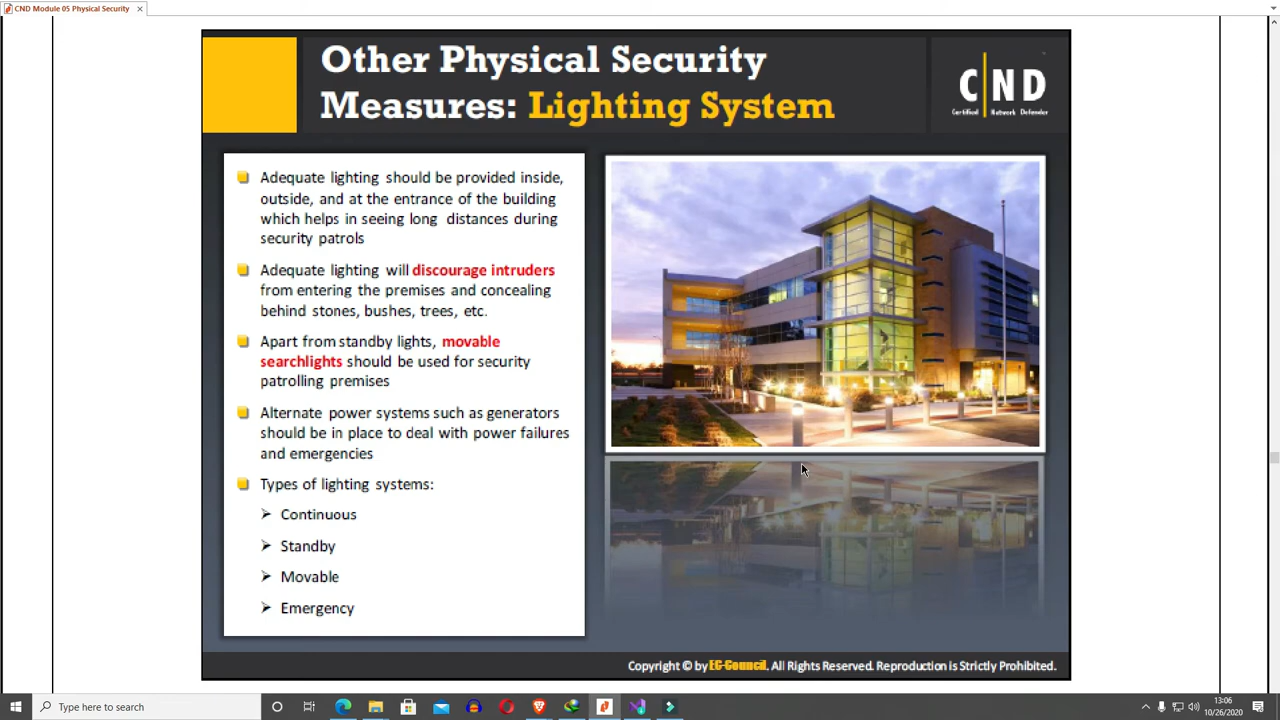 CND Module 05 Physical Security
Other Physical Security
Measures: Lighting System
CND
Certified Network Defender
Adequate lighting should be provided inside,
outside, and at the entrance of the building
which helps in seeing long distances during
security patrols
Adequate lighting will discourage intruders
from entering the premises and concealing
behind stones, bushes, trees, etc.
Apart from standby lights, movable
searchlights should be used for security
patrolling premises
Alternate power systems such as generators
should be in place to deal with power failures
and emergencies
Types of lighting systems:
Continuous
Standby
Movable
Emergency
Copyright © by EC-Council. All Rights Reserved. Reproduction is Strictly Prohibited.
Type here to search
13:06
10/26/2020